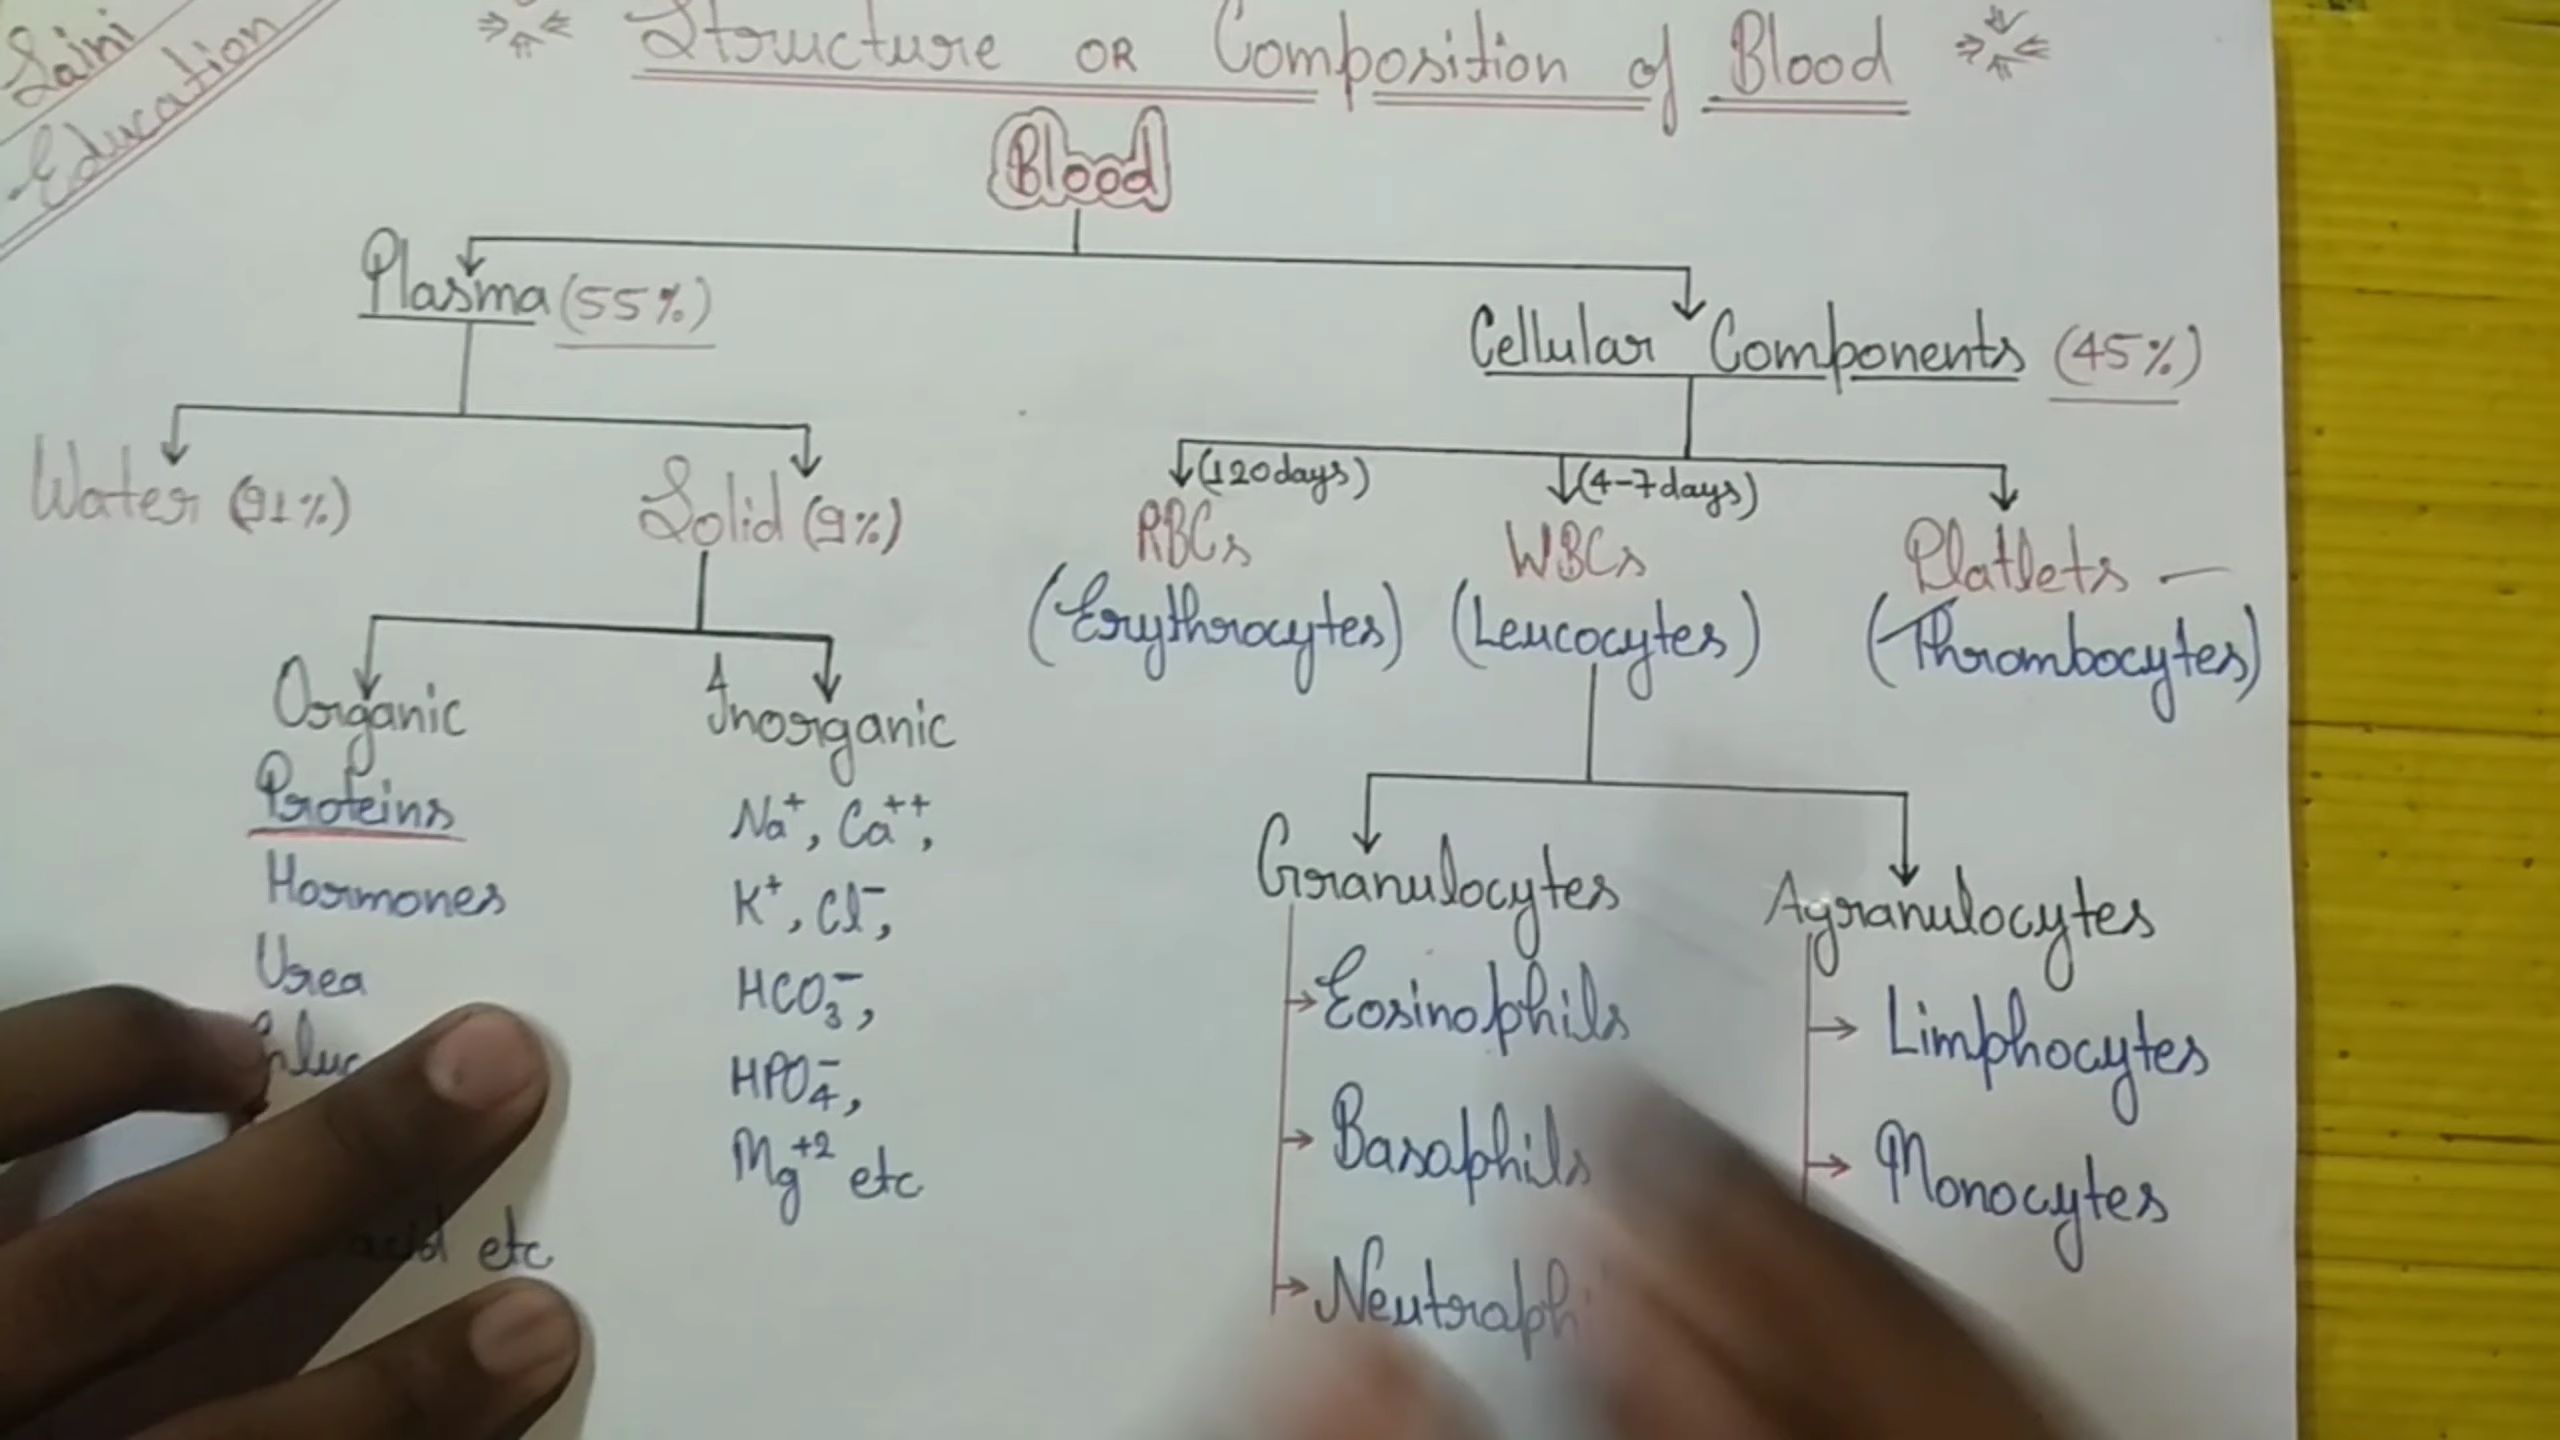 Saini
Education
Structure OR Composition of Blood
Blood
Plasma (55%)
Cellular Components (45%)
Water (91%)
Solid (9%)
Organic
Proteins
Hormones
Urea
acid etc
Inorganic
Na⁺, Ca⁺⁺,
K⁺, Cl⁻,
HCO₃⁻,
HPO₄⁻,
Mg⁺² etc
(120 days)
RBCs
(Erythrocytes)
(4-7 days)
WBCs
(Leucocytes)
Platlets —
(Thrombocytes)
Granulocytes
Eosinophils
Basophils
Neutraph
Agranulocytes
Limphocytes
Monocytes